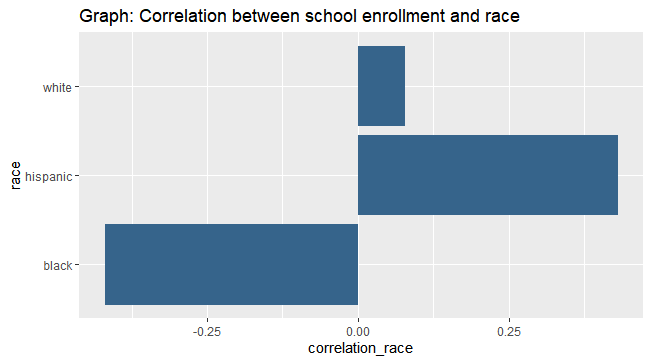 Graph: Correlation between school enrollment and race
white
hispanic
black
race
-0.25
0.00
0.25
correlation_race